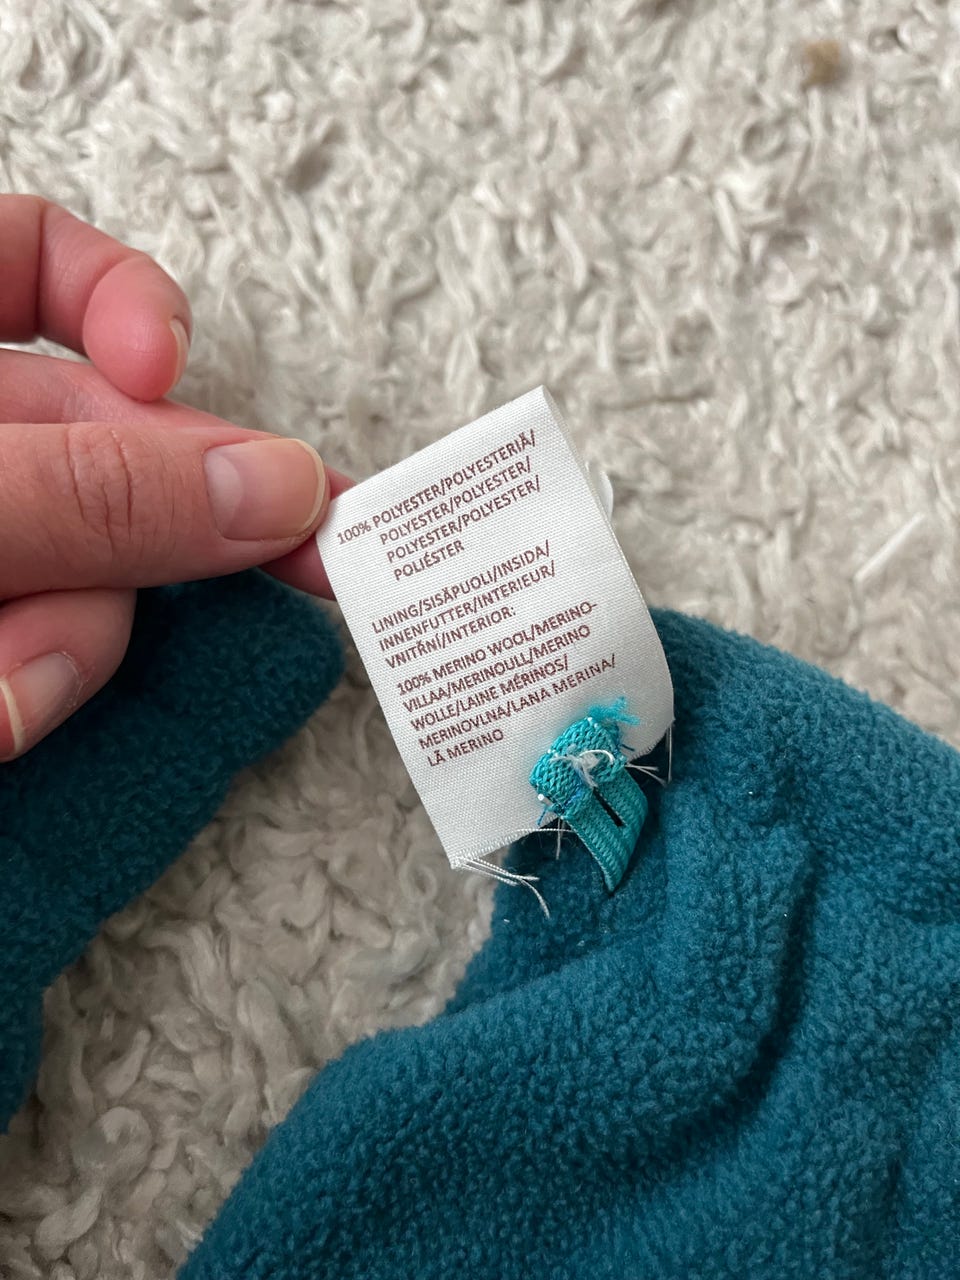 100% POLYESTER/POLYESTERIÄ/
POLYESTER/POLYESTER/
POLYESTER/POLYESTER/
POLIÉSTER
LINING/SISÄPUOLI/INSIDA/
INNENFUTTER/INTERIEUR/
VNITŘNÍ/INTERIOR:
100% MERINO WOOL/MERINO-
VILLAA/MERINOULL/MERINO
WOLLE/LAINE MÉRINOS/
MERINOVLNA/LANA MERINA/
LÃ MERINO